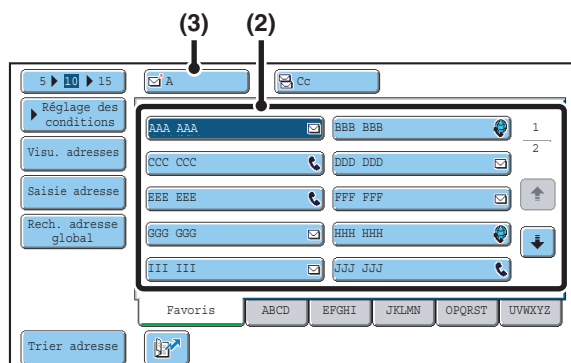 (3) (2)
5 10 15
A
Cc
Réglage des
conditions
Visu. adresses
Saisie adresse
Rech. adresse
global
AAA AAA
BBB BBB
CCC CCC
DDD DDD
EEE EEE
FFF FFF
GGG GGG
HHH HHH
III III
JJJ JJJ
1
2
Favoris
ABCD
EFGHI
JKLMN
OPQRST
UVWXYZ
Trier adresse